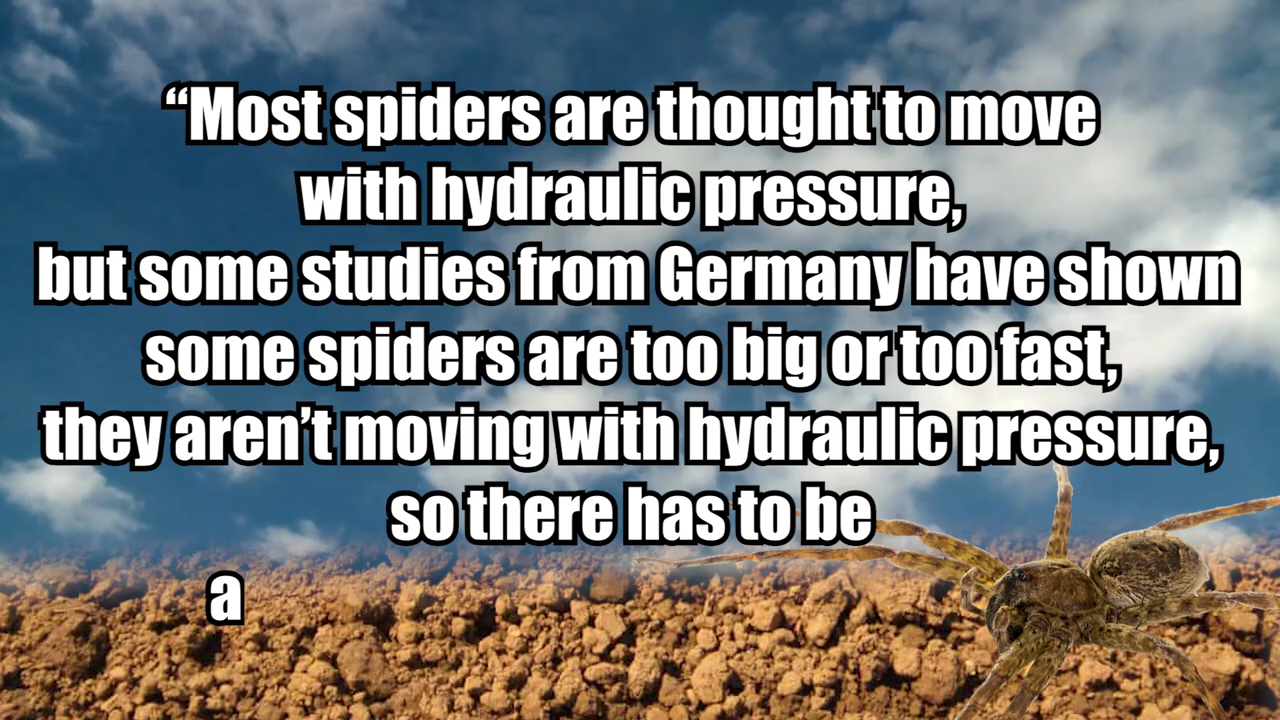 “Most spiders are thought to move
with hydraulic pressure,
but some studies from Germany have shown
some spiders are too big or too fast,
they aren’t moving with hydraulic pressure,
so there has to be
a